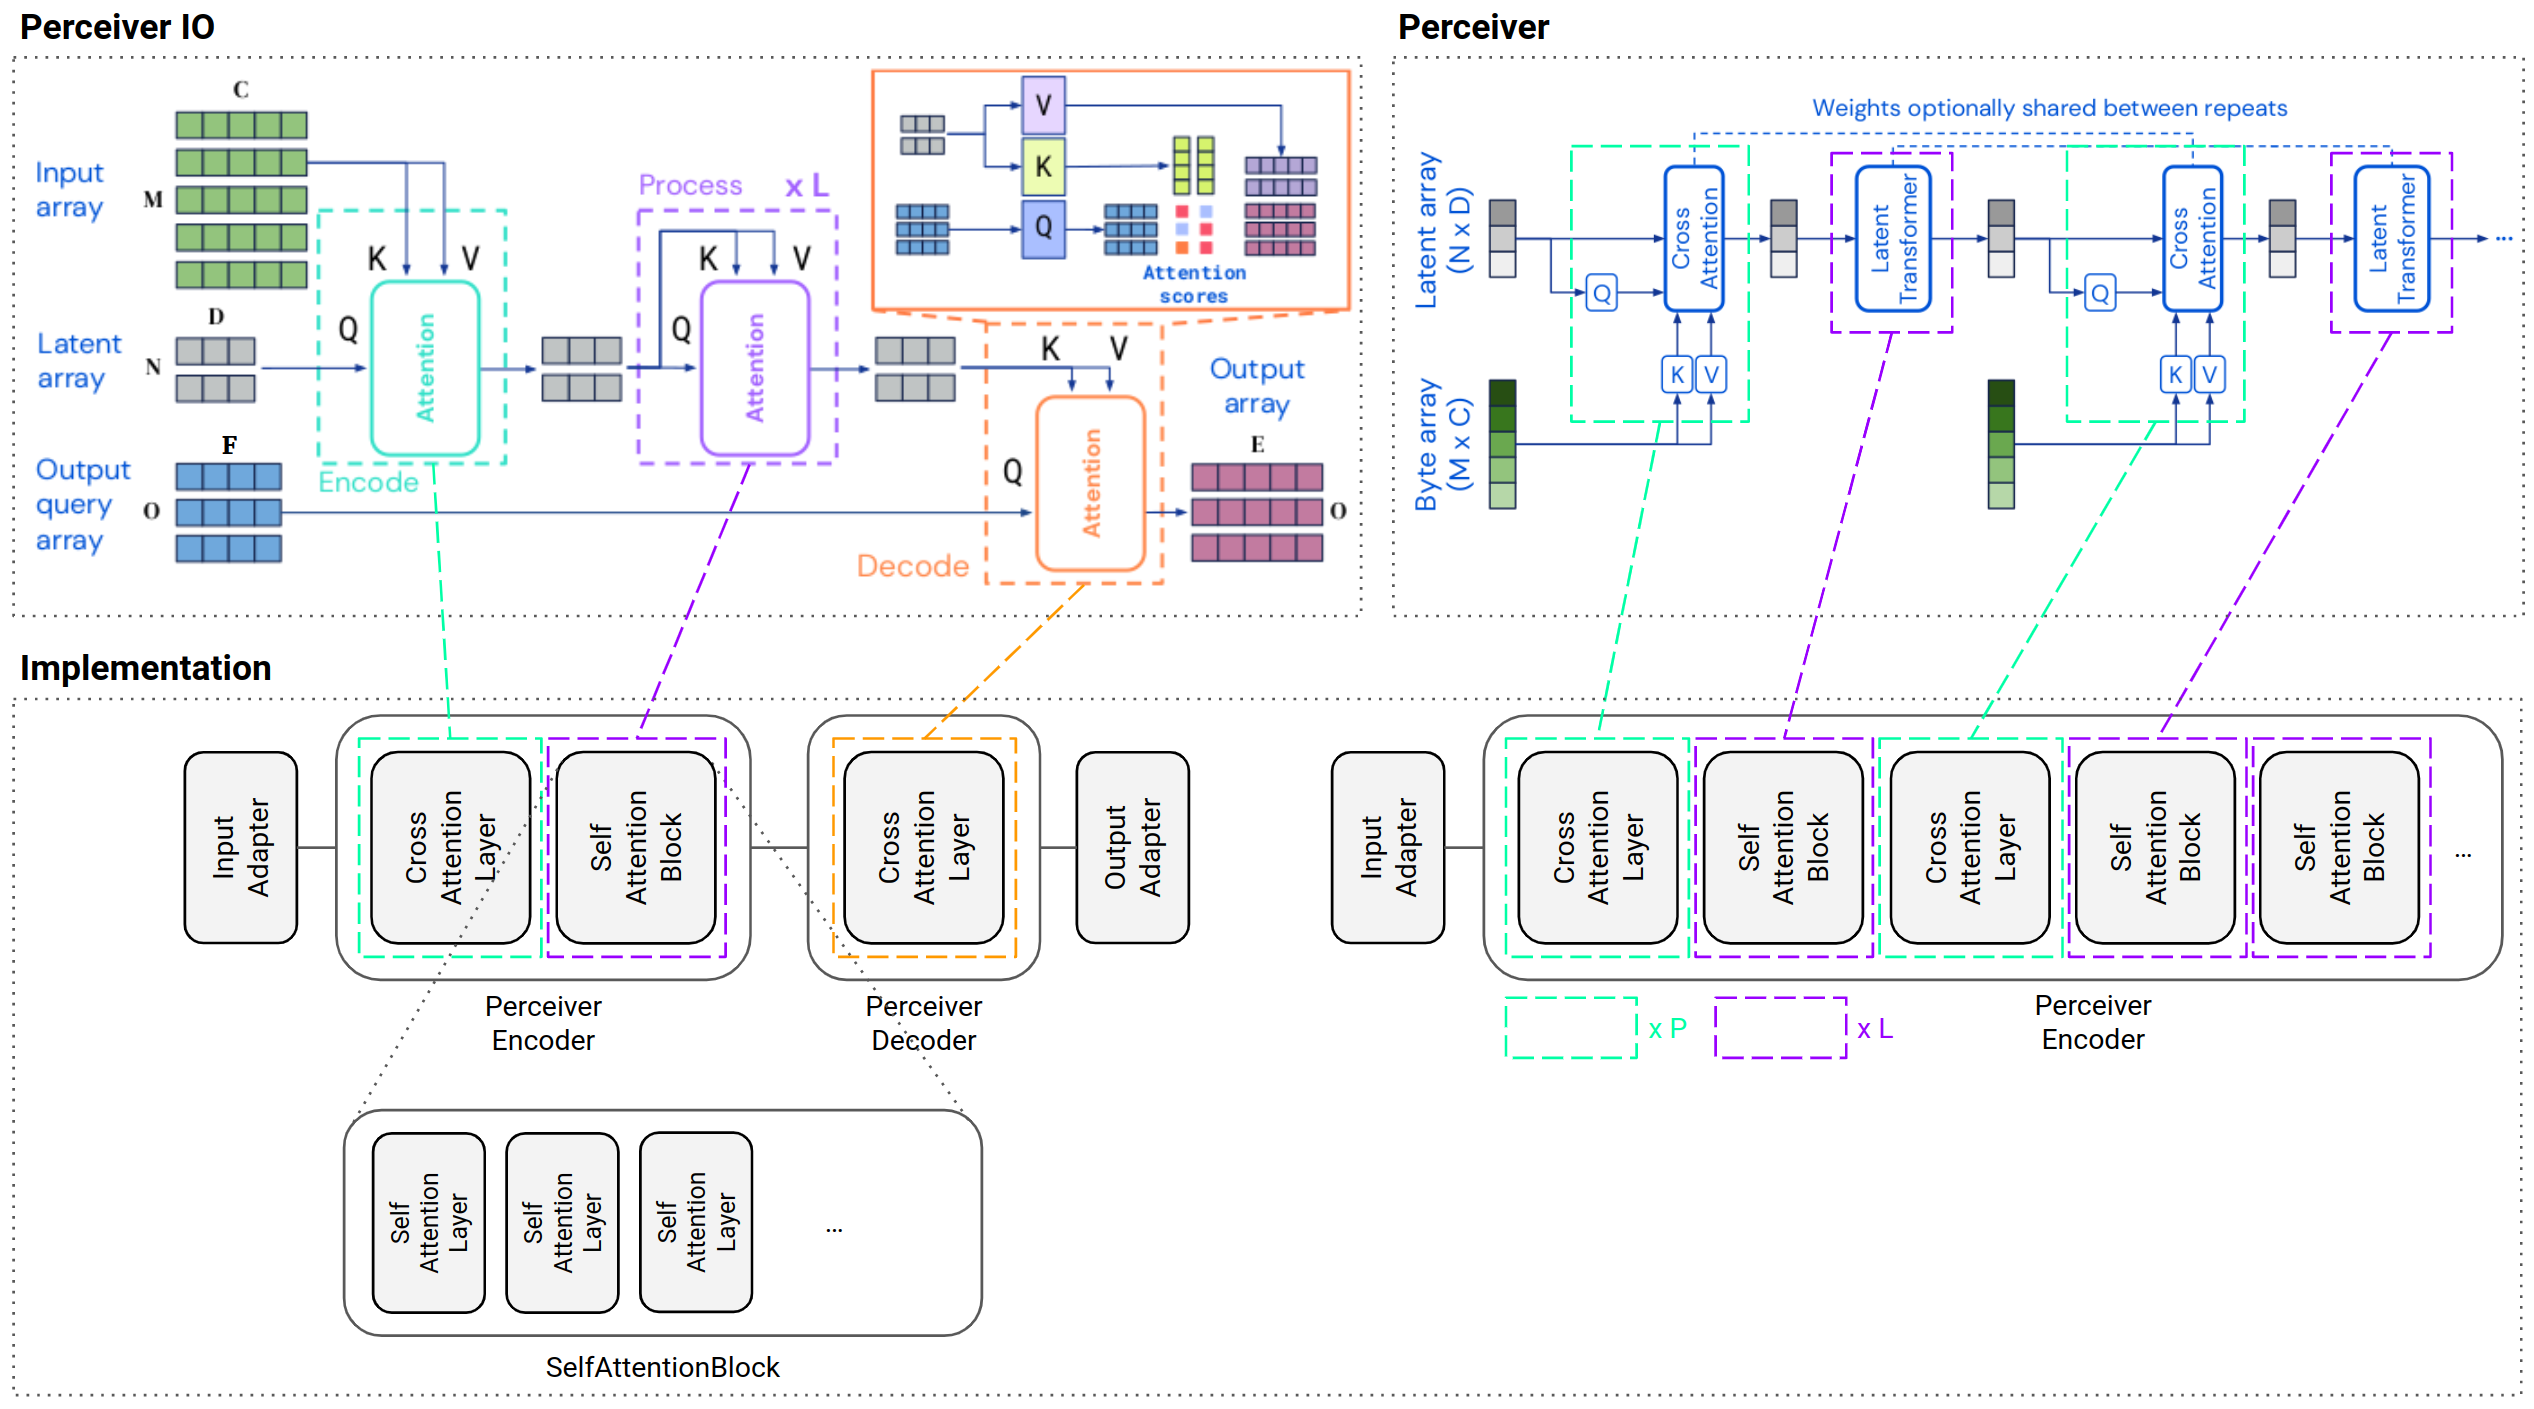 Perceiver IO
C
Input
array
M
K
V
Process
x L
K
V
V
K
Q
Attention
scores
D
Latent
array
N
Q
Attention
Q
Attention
K
V
Output
array
Encode
F
Output
query
array
O
Q
Attention
Decode
E
O
Perceiver
Weights optionally shared between repeats
Latent array
(N x D)
Q
Cross
Attention
Latent
Transformer
Q
Cross
Attention
Latent
Transformer
...
Byte array
(M x C)
K
V
K
V
Implementation
Input
Adapter
Cross
Attention
Layer
Self
Attention
Block
Cross
Attention
Layer
Output
Adapter
Perceiver
Encoder
Perceiver
Decoder
Input
Adapter
Cross
Attention
Layer
Self
Attention
Block
Cross
Attention
Layer
Self
Attention
Block
Self
Attention
Block
...
x P
x L
Perceiver
Encoder
Self
Attention
Layer
Self
Attention
Layer
Self
Attention
Layer
...
SelfAttentionBlock